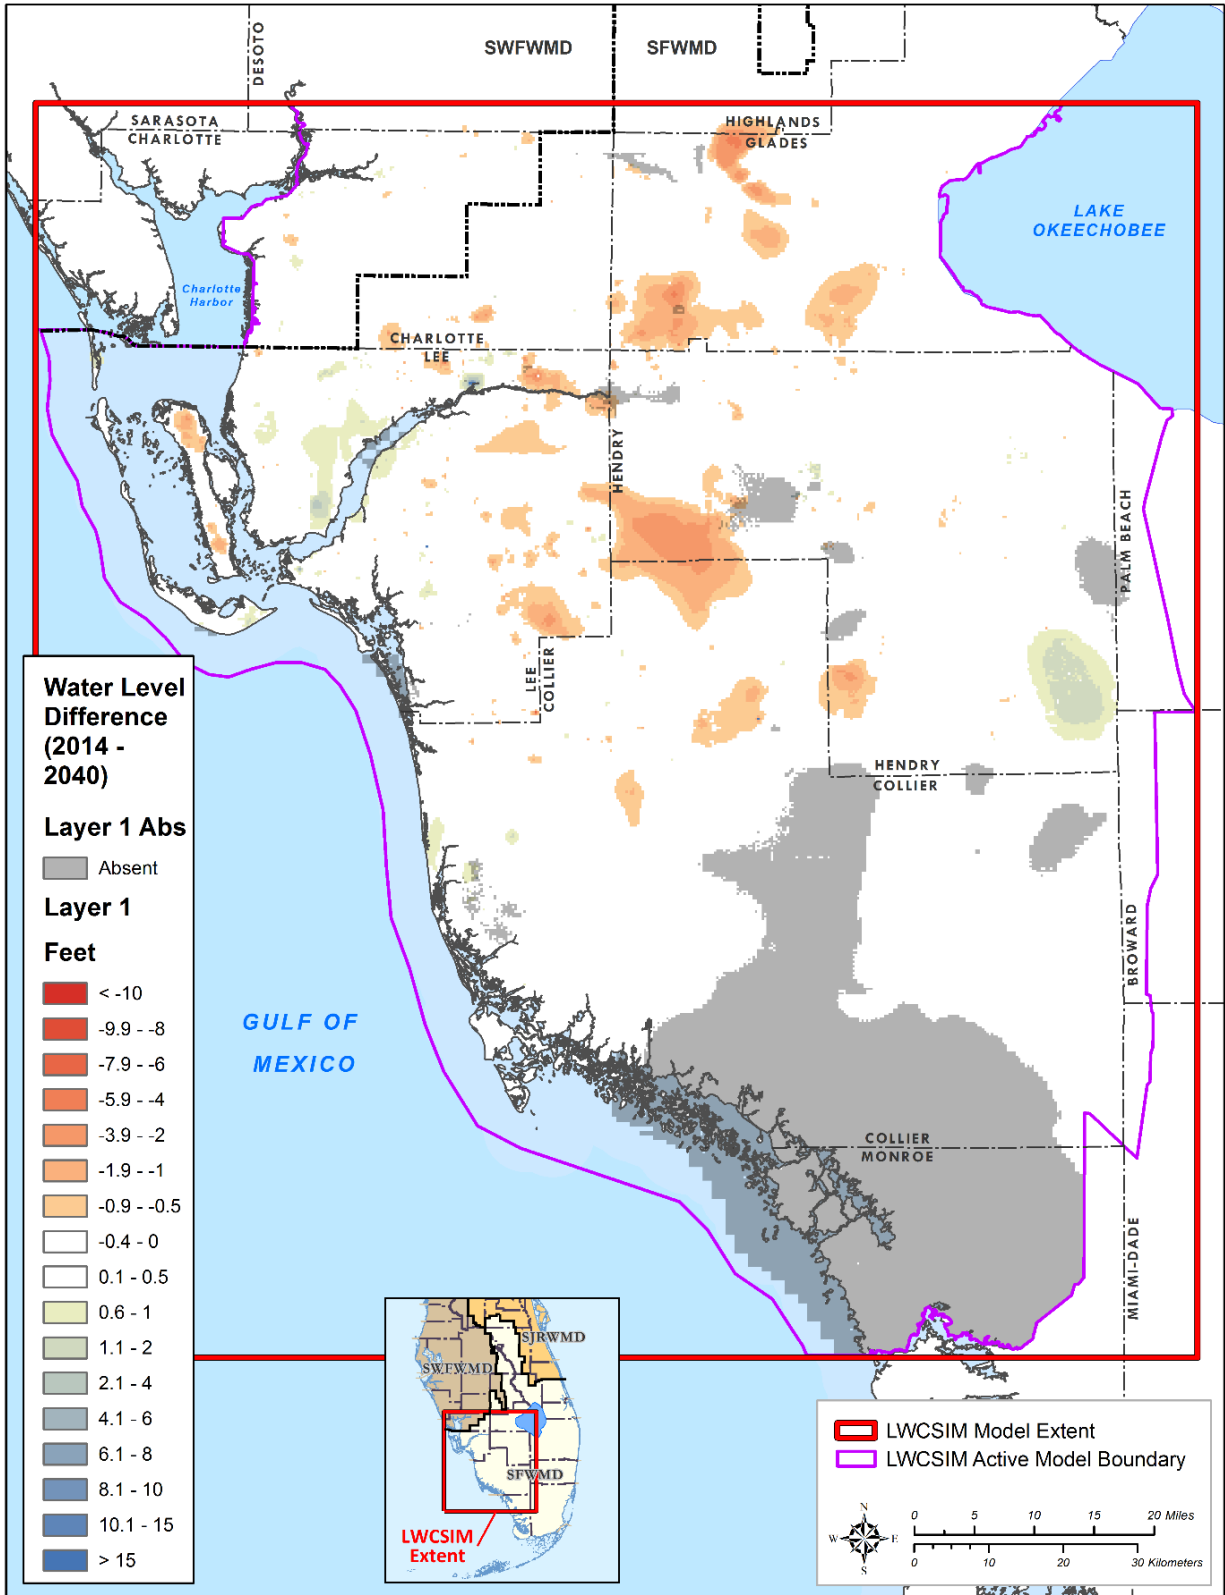 DESOTO
SWFWMD
SFWMD
SARASOTA
CHARLOTTE
HIGHLANDS
GLADES
LAKE
OKEECHOBEE
Charlotte
Harbor
CHARLOTTE
LEE
HENDRY
PALM BEACH
LEE
COLLIER
HENDRY
COLLIER
BROWARD
GULF OF
MEXICO
COLLIER
MONROE
MIAMI-DADE
Water Level
Difference
(2014 -
2040)
Layer 1 Abs
Absent
Layer 1
Feet
< -10
-9.9 - -8
-7.9 - -6
-5.9 - -4
-3.9 - -2
-1.9 - -1
-0.9 - -0.5
-0.4 - 0
0.1 - 0.5
0.6 - 1
1.1 - 2
2.1 - 4
4.1 - 6
6.1 - 8
8.1 - 10
10.1 - 15
> 15
SJRWMD
SWFWMD
SFWMD
LWCSIM
Extent
LWCSIM Model Extent
LWCSIM Active Model Boundary
N
W E
S
0 5 10 15 20 Miles
0 10 20 30 Kilometers